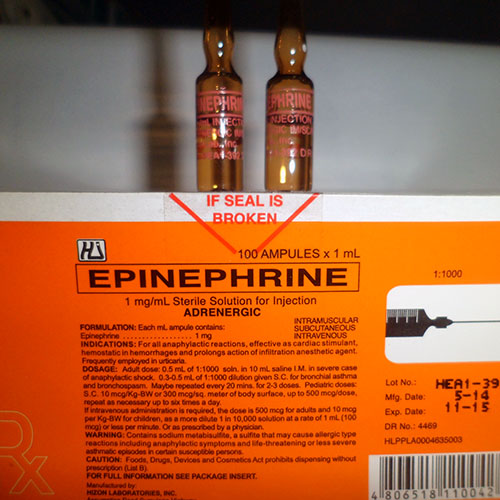 NEPHRINE
INJECTION
EPHRINE
INJECTION
IF SEAL IS
BROKEN
Hi
100 AMPULES x 1 mL
EPINEPHRINE
1:1000
1 mg/mL Sterile Solution for Injection
ADRENERGIC
INTRAMUSCULAR
SUBCUTANEOUS
INTRAVENOUS
FORMULATION: Each mL ampule contains:
Epinephrine .................... 1 mg
INDICATIONS: For all anaphylactic reactions, effective as cardiac stimulant,
hemostatic in hemorrhages and prolongs action of infiltration anesthetic agent.
Frequently employed in urticaria.
DOSAGE: Adult dose: 0.5 mL of 1:1000 soln. in 10 mL saline I.M. in severe case
of anaphylactic shock. 0.3-0.5 mL of 1:1000 dilution given S.C. for bronchial asthma
and bronchospasm. Maybe repeated every 20 mins. for 2-3 doses. Pediatric doses:
S.C. 10 mcg/Kg-BW or 300 mcg/sq. meter of body surface, up to 500 mcg/dose,
repeat as necessary up to six times a day.
If intravenous administration is required, the dose is 500 mcg for adults and 10 mcg
per Kg-BW for children, as a more dilute 1 in 10,000 solution at a rate of 1 mL (100
mcg) or less per minute. Or as prescribed by a physician.
WARNING: Contains sodium metabisulfite, a sulfite that may cause allergic type
reactions including anaphylactic symptoms and life-threatening or less severe
asthmatic episodes in certain susceptible persons.
CAUTION: Foods, Drugs, Devices and Cosmetics Act prohibits dispensing without
prescription (List B).
FOR FULL INFORMATION SEE PACKAGE INSERT.
Manufactured by:
HIZON LABORATORIES, INC.
Lot No.: HEA1-39
Mfg. Date: 5-14
Exp. Date: 11-15
DR No.: 4469
HLPPLA0004635003
Rx
4806518110042